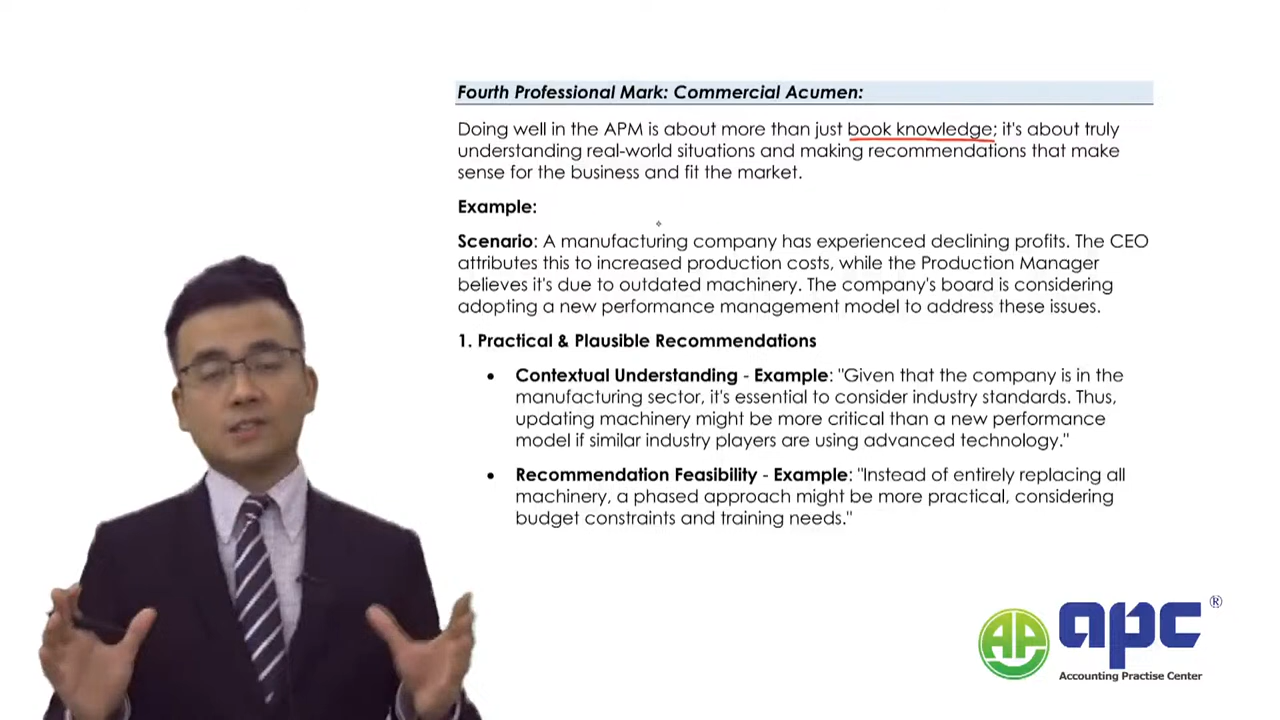 Fourth Professional Mark: Commercial Acumen:
Doing well in the APM is about more than just book knowledge; it's about truly
understanding real-world situations and making recommendations that make
sense for the business and fit the market.
Example:
Scenario: A manufacturing company has experienced declining profits. The CEO
attributes this to increased production costs, while the Production Manager
believes it's due to outdated machinery. The company's board is considering
adopting a new performance management model to address these issues.
1. Practical & Plausible Recommendations
• Contextual Understanding - Example: "Given that the company is in the
manufacturing sector, it's essential to consider industry standards. Thus,
updating machinery might be more critical than a new performance
model if similar industry players are using advanced technology."
• Recommendation Feasibility - Example: "Instead of entirely replacing all
machinery, a phased approach might be more practical, considering
budget constraints and training needs."
AP apc ®
Accounting Practise Center